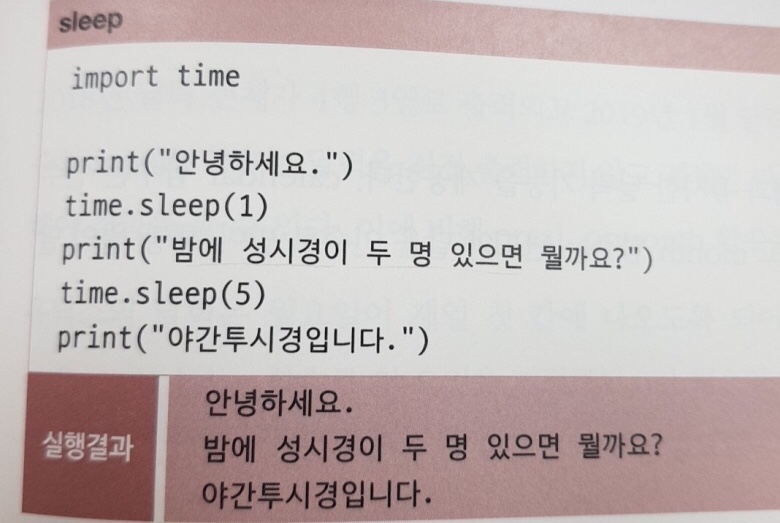 sleep
import time
print("안녕하세요.")
time.sleep(1)
print("밤에 성시경이 두 명 있으면 뭘까요?")
time.sleep(5)
print("야간투시경입니다.")
실행결과
안녕하세요.
밤에 성시경이 두 명 있으면 뭘까요?
야간투시경입니다.